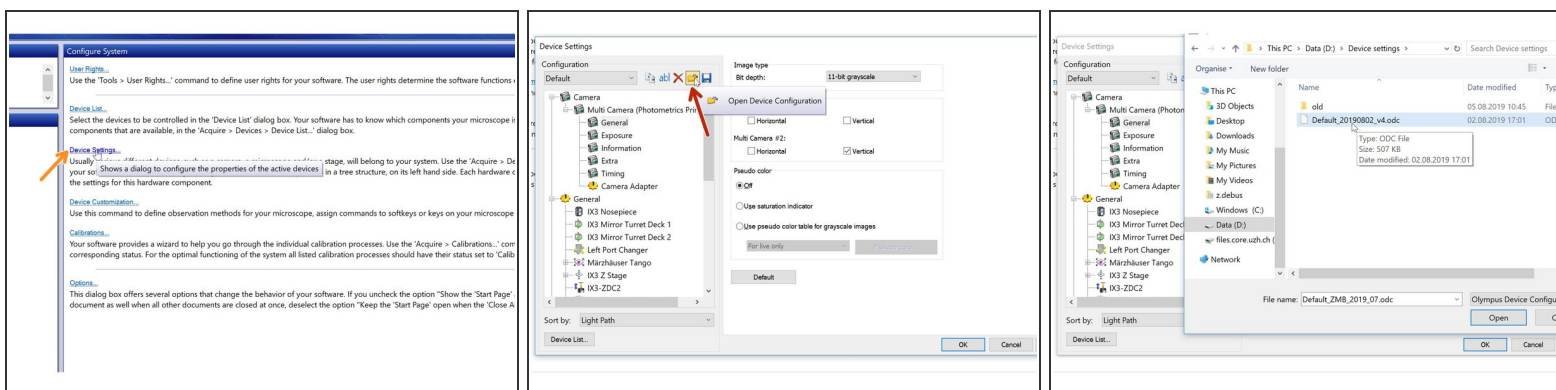 Configure System
User Rights...
Use the 'Tools > User Rights...' command to define user rights for your software. The user rights determine the software functions
Device List...
Select the devices to be controlled in the 'Device List' dialog box. Your software has to know which components your microscope
components that are available, in the 'Acquire > Devices > Device List...' dialog box.
Device Settings...
Usually
stage, will belong to your system. Use the 'Acquire > De
your
Shows a dialog to configure the properties of the active devices
in a tree structure, on its left hand side. Each hardware c
the settings for this hardware component.
Device Customization...
Use this command to define observation methods for your microscope, assign commands to softkeys or keys on your microscope
Calibrations...
Your software provides a wizard to help you go through the individual calibration processes. Use the 'Acquire > Calibrations...' com
corresponding status. For the optimal functioning of the system all listed calibration processes should have their status set to 'Calib
Options...
This dialog box offers several options that change the behavior of your software. If you uncheck the option "Show the 'Start Page'
document as well when all other documents are closed at once, deselect the option "Keep the 'Start Page' open when the 'Close A
Device Settings
Configuration
Default
abl
Camera
Multi Camera (Photometrics Prim
General
Exposure
Information
Extra
Timing
Camera Adapter
General
IX3 Nosepiece
IX3 Mirror Turret Deck 1
IX3 Mirror Turret Deck 2
Left Port Changer
Märzhäuser Tango
IX3 Z Stage
IX3-ZDC2
Sort by: Light Path
Device List...
Image type
Bit depth: 11-bit grayscale
Open Device Configuration
Horizontal Vertical
Multi Camera #2:
Horizontal Vertical
Pseudo color
Off
Use saturation indicator
Use pseudo color table for grayscale images
For live only
Default
OK Cancel
Device Settings
Configuration
Default
Camera
Multi Camera (Photon
General
Exposure
Information
Extra
Timing
Camera Adapter
General
IX3 Nosepiece
IX3 Mirror Turret Deck
IX3 Mirror Turret Deck
Left Port Changer
Märzhäuser Tango
IX3 Z Stage
IX3-ZDC2
Sort by: Light Path
Device List...
This PC > Data (D:) > Device settings >
Search Device settings
Organise New folder
This PC
3D Objects
Desktop
Downloads
My Music
My Pictures
My Videos
z.debus
Windows (C:)
Data (D:)
files.core.uzh.ch (
Network
Name Date modified Typ
old 05.08.2019 10:45 File
Default_20190802_v4.odc 02.08.2019 17:01 OD
Type: ODC File
Size: 507 KB
Date modified: 02.08.2019 17:01
File name: Default_ZMB_2019_07.odc
Olympus Device Configu
Open C
OK Cancel